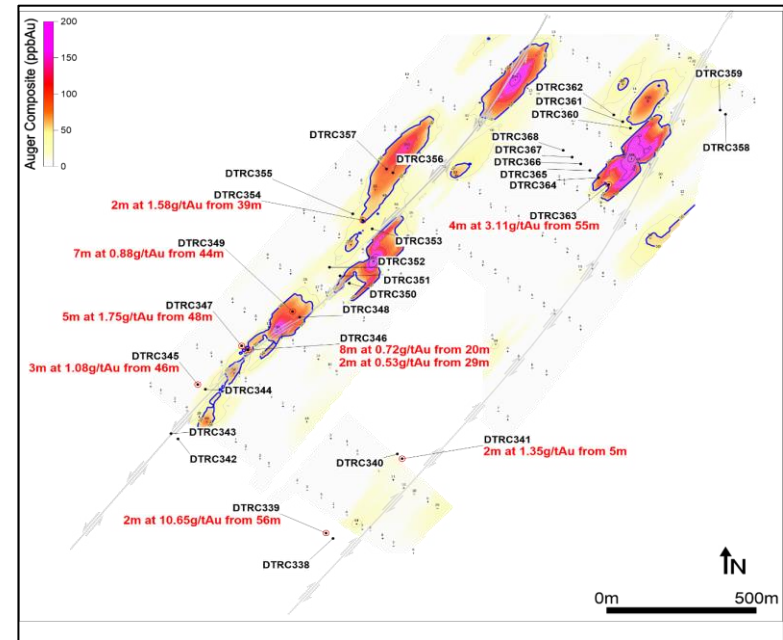 Auger Composite (ppbAu)
200
150
100
50
0
DTRC359
DTRC362
DTRC361
DTRC360
DTRC358
DTRC357
DTRC356
DTRC368
DTRC367
DTRC366
DTRC365
DTRC364
DTRC355
DTRC354
2m at 1.58g/tAu from 39m
DTRC363
4m at 3.11g/tAu from 55m
DTRC353
DTRC349
7m at 0.88g/tAu from 44m
DTRC352
DTRC351
DTRC350
DTRC347
5m at 1.75g/tAu from 48m
DTRC348
DTRC346
8m at 0.72g/tAu from 20m
2m at 0.53g/tAu from 29m
DTRC345
3m at 1.08g/tAu from 46m
DTRC344
DTRC343
DTRC342
DTRC341
2m at 1.35g/tAu from 5m
DTRC340
DTRC339
2m at 10.65g/tAu from 56m
DTRC338
N
0m
500m